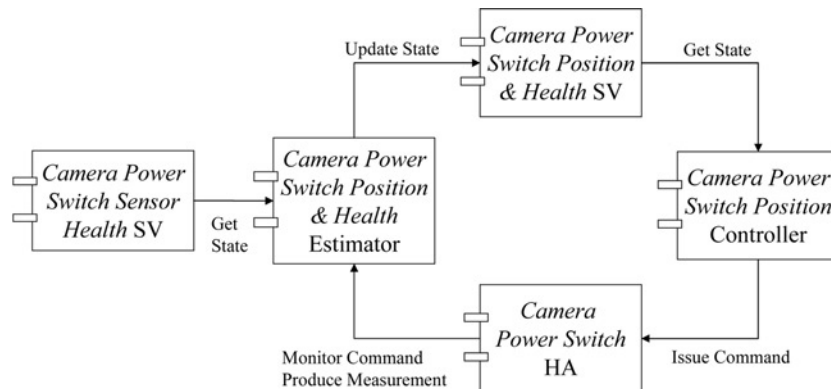 Camera Power
Switch Position
& Health SV
Update State
Get State
Camera Power
Switch Sensor
Health SV
Get
State
Camera Power
Switch Position
& Health
Estimator
Camera Power
Switch Position
Controller
Camera
Power Switch
HA
Monitor Command
Produce Measurement
Issue Command